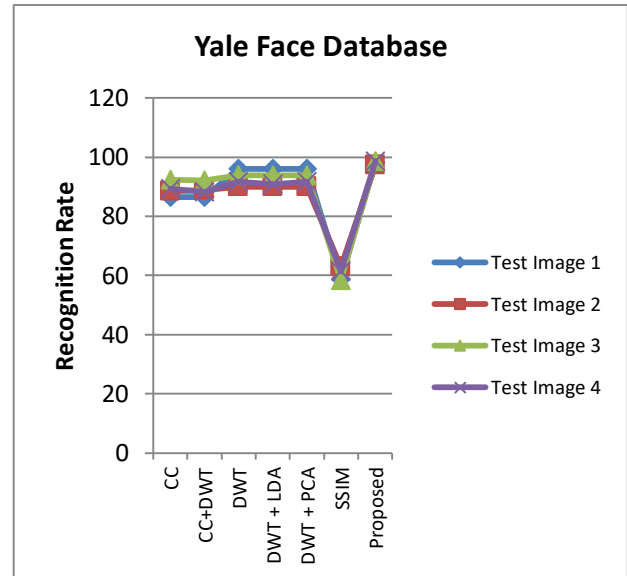 Yale Face Database
Recognition Rate
120
100
80
60
40
20
0
CC
CC+DWT
DWT
DWT + LDA
DWT + PCA
SSIM
Proposed
Test Image 1
Test Image 2
Test Image 3
Test Image 4